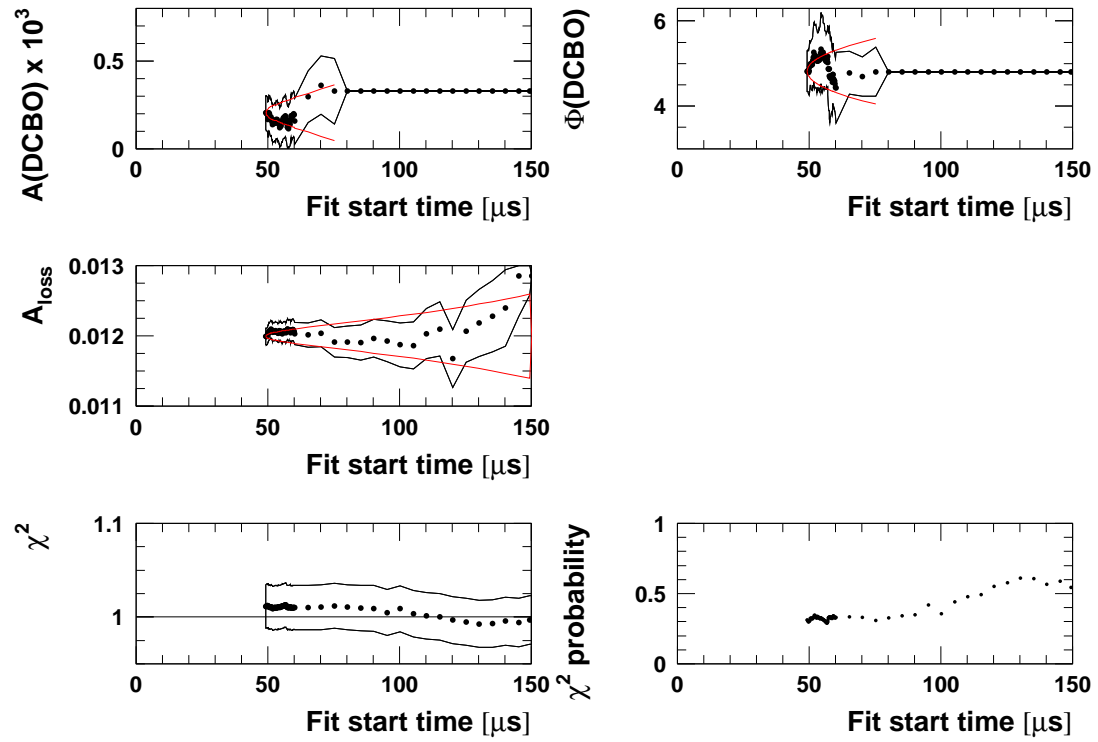 A(DCBO) x 10³
0.5
0
0 50 100 150
Fit start time [μs]
Φ(DCBO)
6
4
0 50 100 150
Fit start time [μs]
A_loss
0.013
0.012
0.011
0 50 100 150
Fit start time [μs]
χ²
1.1
1
0 50 100 150
Fit start time [μs]
χ² probability
1
0.5
0
0 50 100 150
Fit start time [μs]